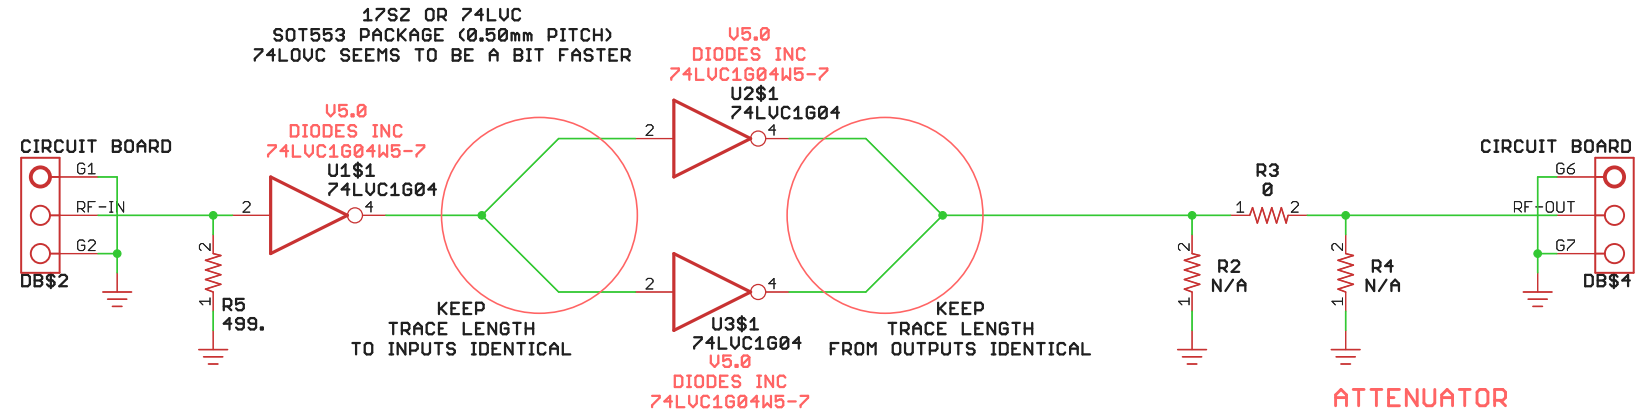 17SZ OR 74LVC
SOT553 PACKAGE (0.50mm PITCH)
74LOVC SEEMS TO BE A BIT FASTER
CIRCUIT BOARD
G1
RF-IN
G2
DB$2
2
1
R5
499.
V5.0
DIODES INC
74LVC1G04W5-7
U1$1
74LVC1G04
2
4
KEEP
TRACE LENGTH
TO INPUTS IDENTICAL
V5.0
DIODES INC
74LVC1G04W5-7
U2$1
74LVC1G04
2
4
2
4
U3$1
74LVC1G04
V5.0
DIODES INC
74LVC1G04W5-7
KEEP
TRACE LENGTH
FROM OUTPUTS IDENTICAL
R3
0
1
2
2
1
R2
N/A
2
1
R4
N/A
CIRCUIT BOARD
G6
RF-OUT
G7
DB$4
ATTENUATOR